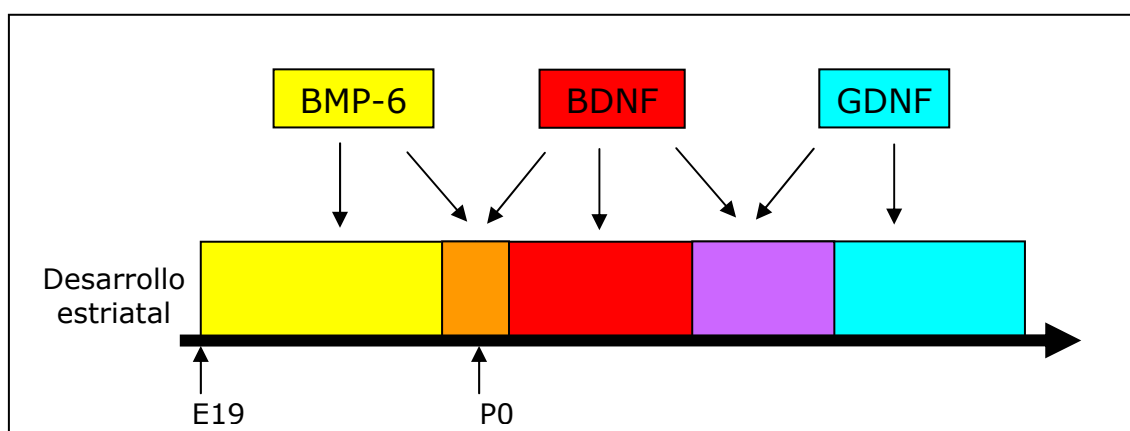 BMP-6
BDNF
GDNF
Desarrollo
estriatal
E19
P0